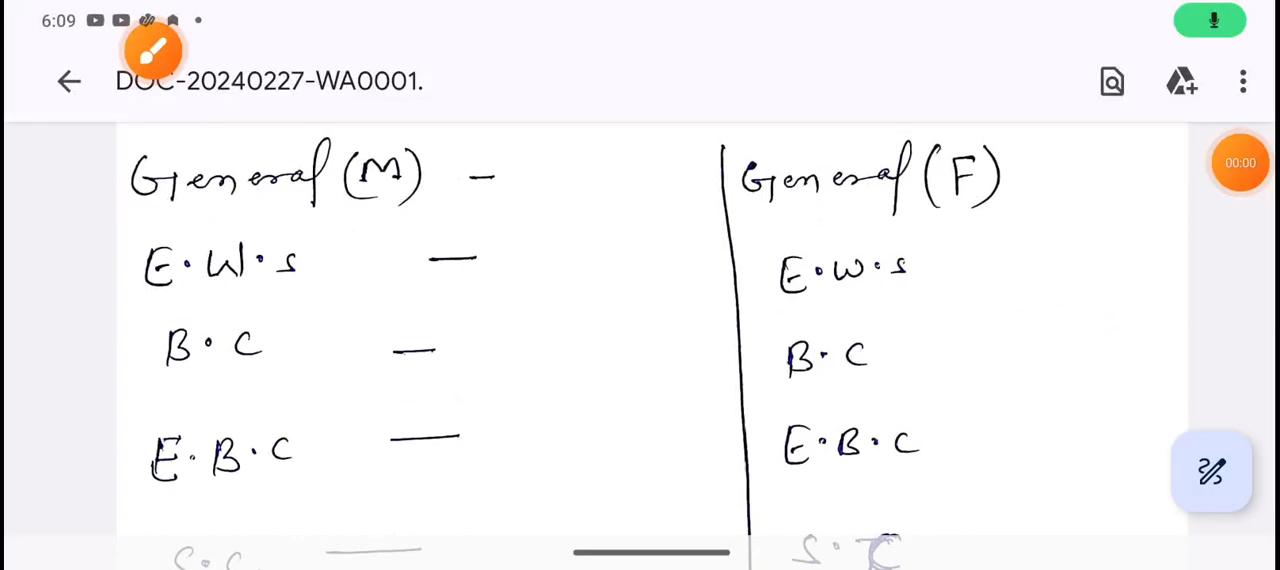 6:09
DOC-20240227-WA0001.
00:00
General (M) -
E.W.S —
B.C —
E.B.C —
S.C —
General (F)
E.W.S
B.C
E.B.C
S.C